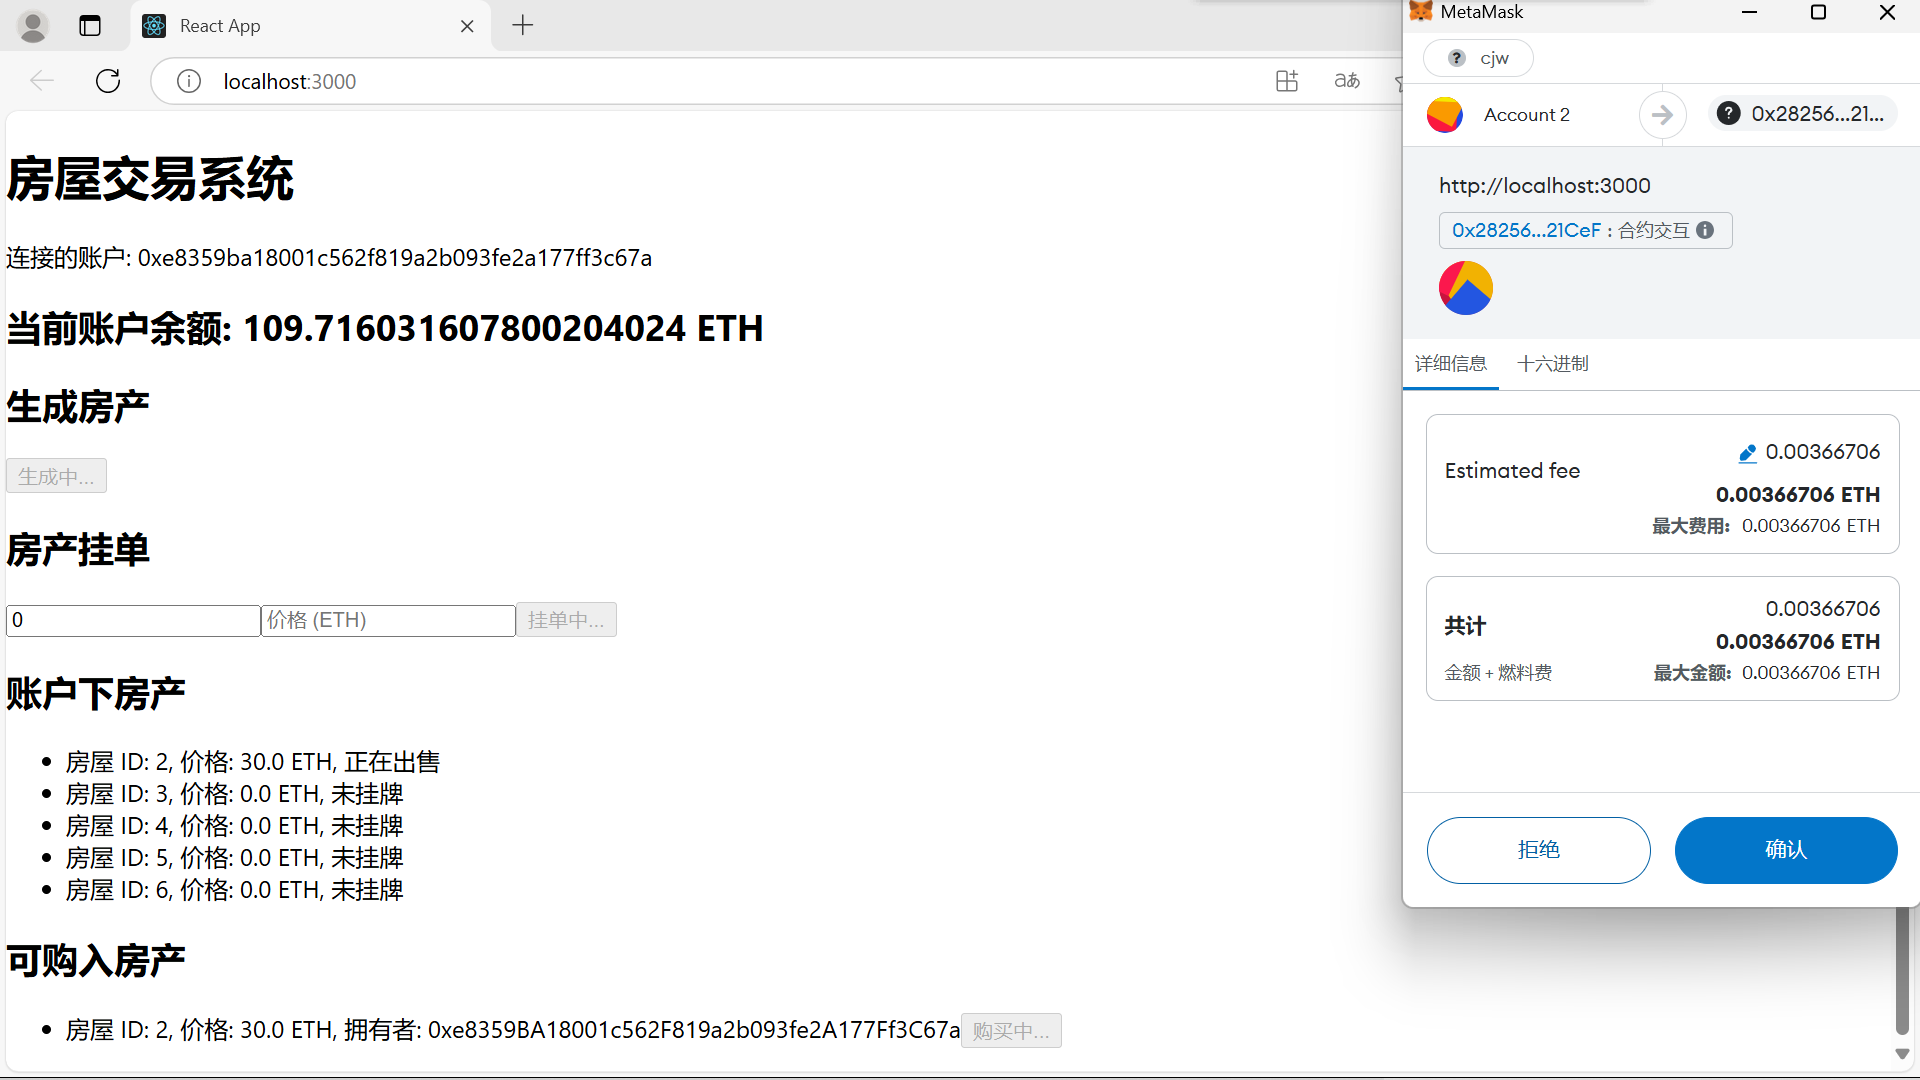 React App
localhost:3000
房屋交易系统
连接的账户: 0xe8359ba18001c562f819a2b093fe2a177ff3c67a
当前账户余额: 109.716031607800204024 ETH
生成房产
生成中...
房产挂单
0
价格 (ETH)
挂单中...
账户下房产
房屋 ID: 2, 价格: 30.0 ETH, 正在出售
房屋 ID: 3, 价格: 0.0 ETH, 未挂牌
房屋 ID: 4, 价格: 0.0 ETH, 未挂牌
房屋 ID: 5, 价格: 0.0 ETH, 未挂牌
房屋 ID: 6, 价格: 0.0 ETH, 未挂牌
可购入房产
房屋 ID: 2, 价格: 30.0 ETH, 拥有者: 0xe8359BA18001c562F819a2b093fe2A177Ff3C67a
购买中...
MetaMask
? cjw
Account 2
? 0x28256...21...
http://localhost:3000
0x28256...21CeF : 合约交互
详细信息
十六进制
0.00366706
Estimated fee
0.00366706 ETH
最大费用: 0.00366706 ETH
0.00366706
共计
0.00366706 ETH
金额 + 燃料费
最大金额: 0.00366706 ETH
拒绝
确认